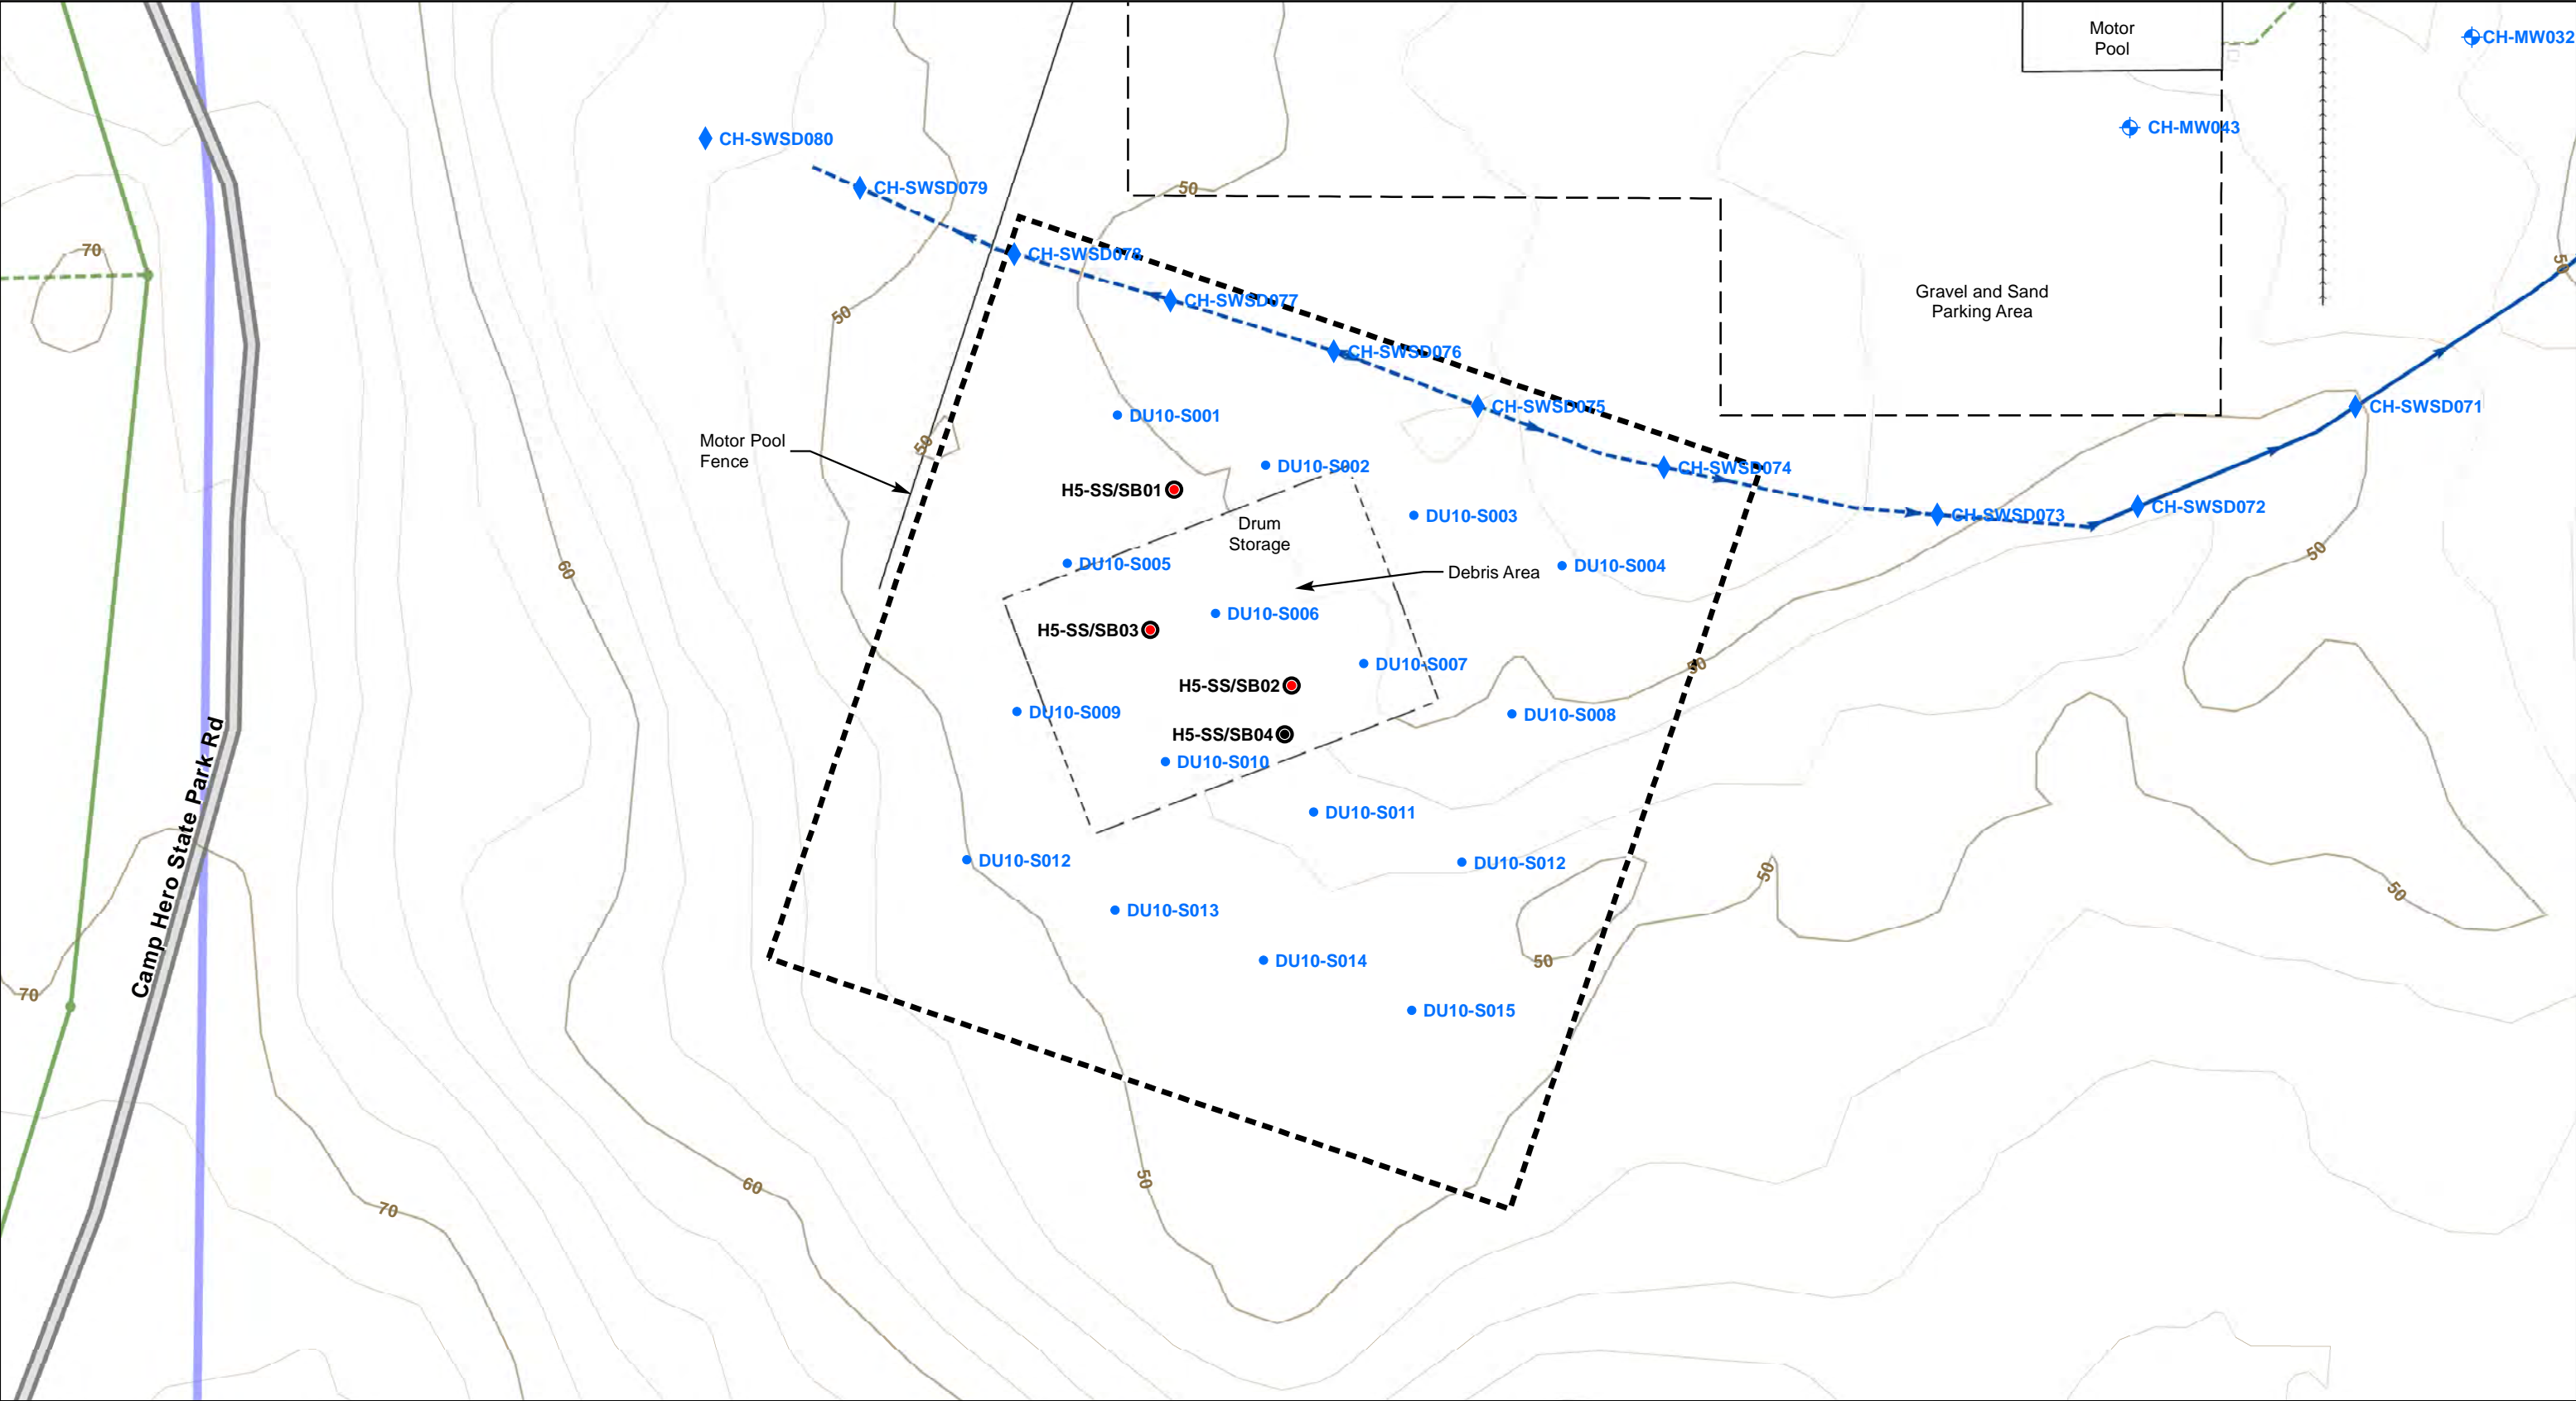 Motor
Pool
CH-MW032
CH-MW043
CH-SWSD080
CH-SWSD079
50
70
CH-SWSD078
50
CH-SWSD077
Gravel and Sand
Parking Area
50
CH-SWSD076
CH-SWSD075
CH-SWSD071
DU10-S001
Motor Pool
Fence
50
DU10-S002
CH-SWSD074
H5-SS/SB01
CH-SWSD072
DU10-S003
CH-SWSD073
Drum
Storage
50
60
DU10-S005
DU10-S004
Debris Area
DU10-S006
H5-SS/SB03
DU10-S007
50
H5-SS/SB02
DU10-S009
DU10-S008
H5-SS/SB04
DU10-S010
DU10-S011
Camp Hero State Park Rd
DU10-S012
DU10-S012
50
50
DU10-S013
DU10-S014
50
70
DU10-S015
50
60
70